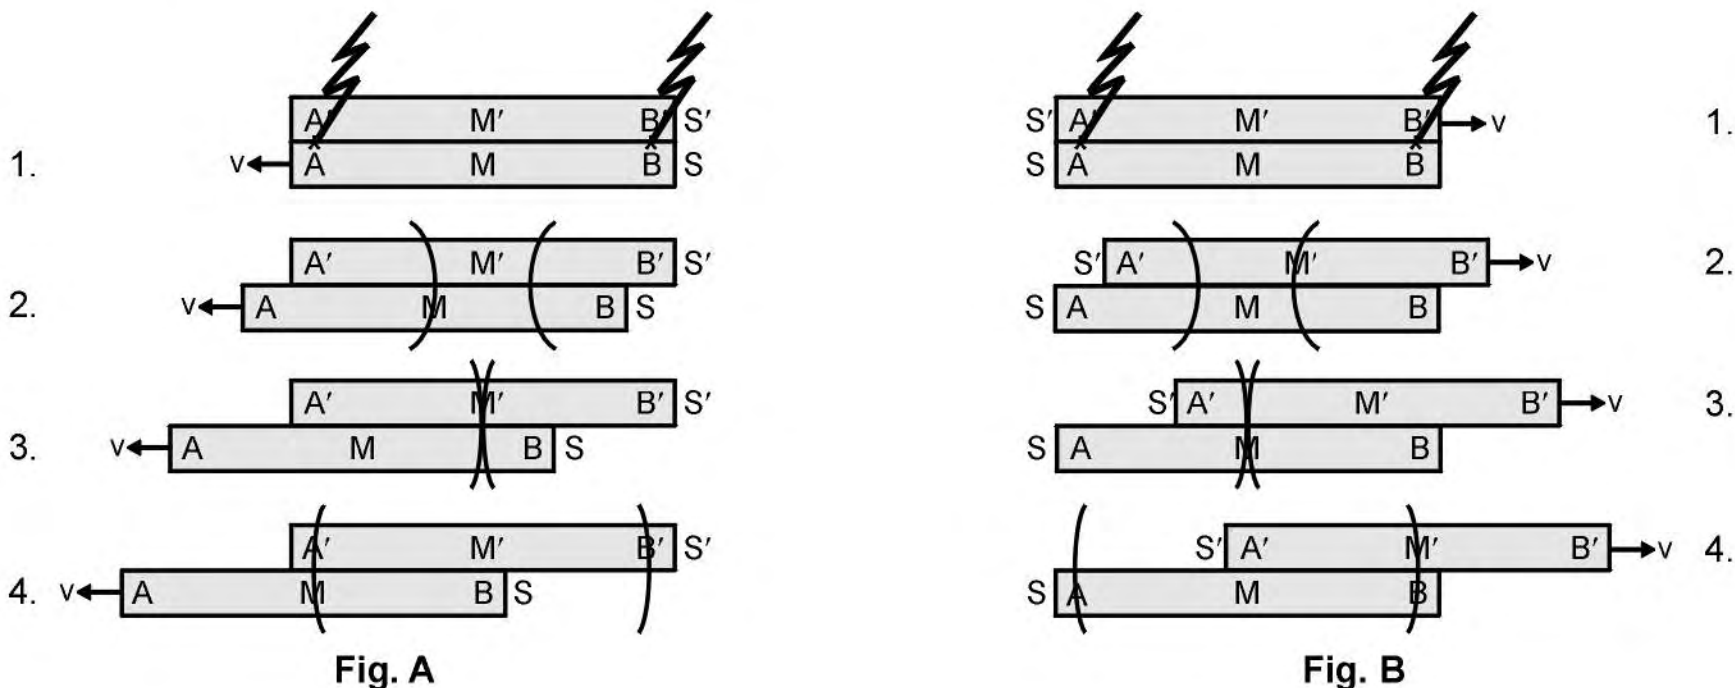 A′ M′ B′ S′
1. v A M B S
A′ M′ B′ S′
2. v A M B S
A′ M′ B′ S′
3. v A M B S
A′ M′ B′ S′
4. v A M B S
Fig. A
S′ A′ M′ B′ v 1.
S A M B
S′ A′ M′ B′ v 2.
S A M B
S′ A′ M′ B′ v 3.
S A M B
S′ A′ M′ B′ v 4.
S A M B
Fig. B